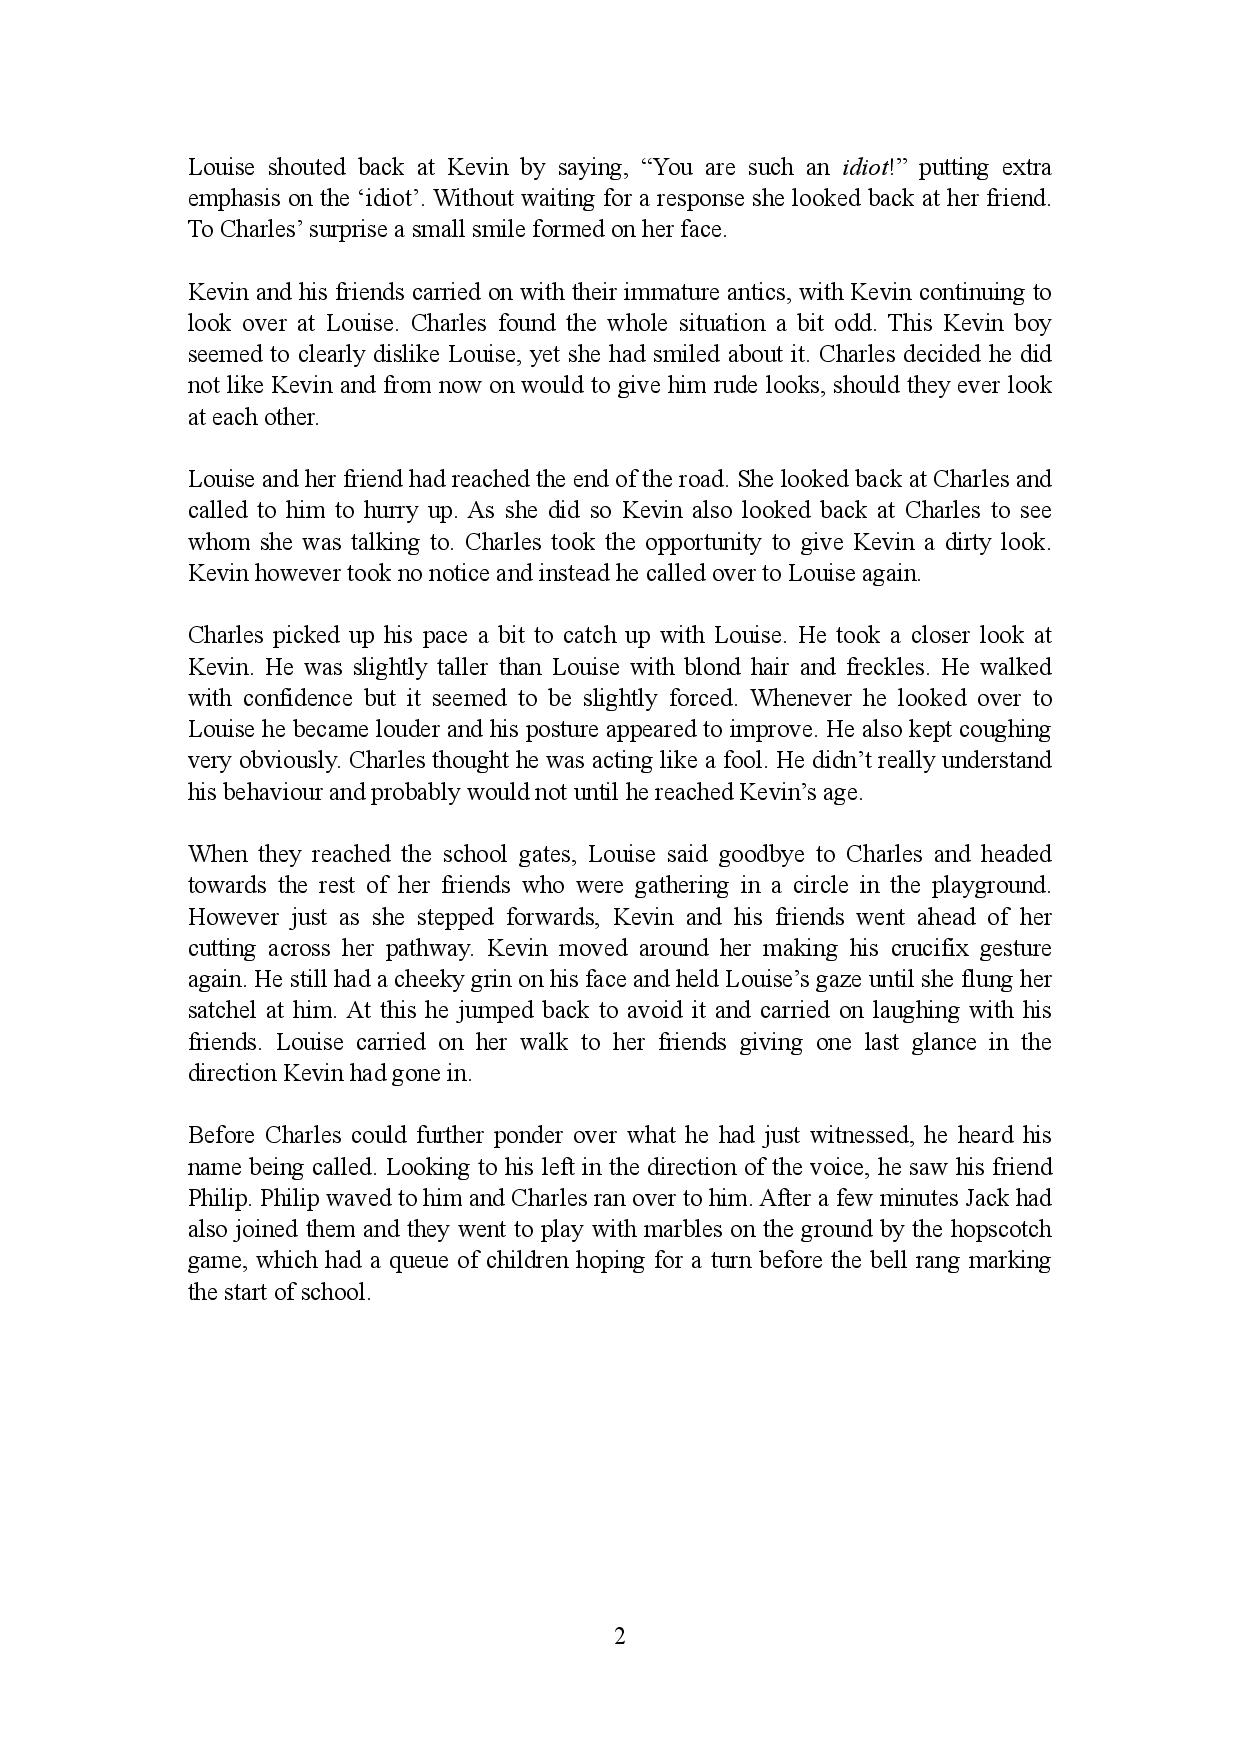 Louise shouted back at Kevin by saying, “You are such an idiot!” putting extra
emphasis on the ‘idiot’. Without waiting for a response she looked back at her friend.
To Charles’ surprise a small smile formed on her face.
Kevin and his friends carried on with their immature antics, with Kevin continuing to
look over at Louise. Charles found the whole situation a bit odd. This Kevin boy
seemed to clearly dislike Louise, yet she had smiled about it. Charles decided he did
not like Kevin and from now on would to give him rude looks, should they ever look
at each other.
Louise and her friend had reached the end of the road. She looked back at Charles and
called to him to hurry up. As she did so Kevin also looked back at Charles to see
whom she was talking to. Charles took the opportunity to give Kevin a dirty look.
Kevin however took no notice and instead he called over to Louise again.
Charles picked up his pace a bit to catch up with Louise. He took a closer look at
Kevin. He was slightly taller than Louise with blond hair and freckles. He walked
with confidence but it seemed to be slightly forced. Whenever he looked over to
Louise he became louder and his posture appeared to improve. He also kept coughing
very obviously. Charles thought he was acting like a fool. He didn’t really understand
his behaviour and probably would not until he reached Kevin’s age.
When they reached the school gates, Louise said goodbye to Charles and headed
towards the rest of her friends who were gathering in a circle in the playground.
However just as she stepped forwards, Kevin and his friends went ahead of her
cutting across her pathway. Kevin moved around her making his crucifix gesture
again. He still had a cheeky grin on his face and held Louise’s gaze until she flung her
satchel at him. At this he jumped back to avoid it and carried on laughing with his
friends. Louise carried on her walk to her friends giving one last glance in the
direction Kevin had gone in.
Before Charles could further ponder over what he had just witnessed, he heard his
name being called. Looking to his left in the direction of the voice, he saw his friend
Philip. Philip waved to him and Charles ran over to him. After a few minutes Jack had
also joined them and they went to play with marbles on the ground by the hopscotch
game, which had a queue of children hoping for a turn before the bell rang marking
the start of school.
2